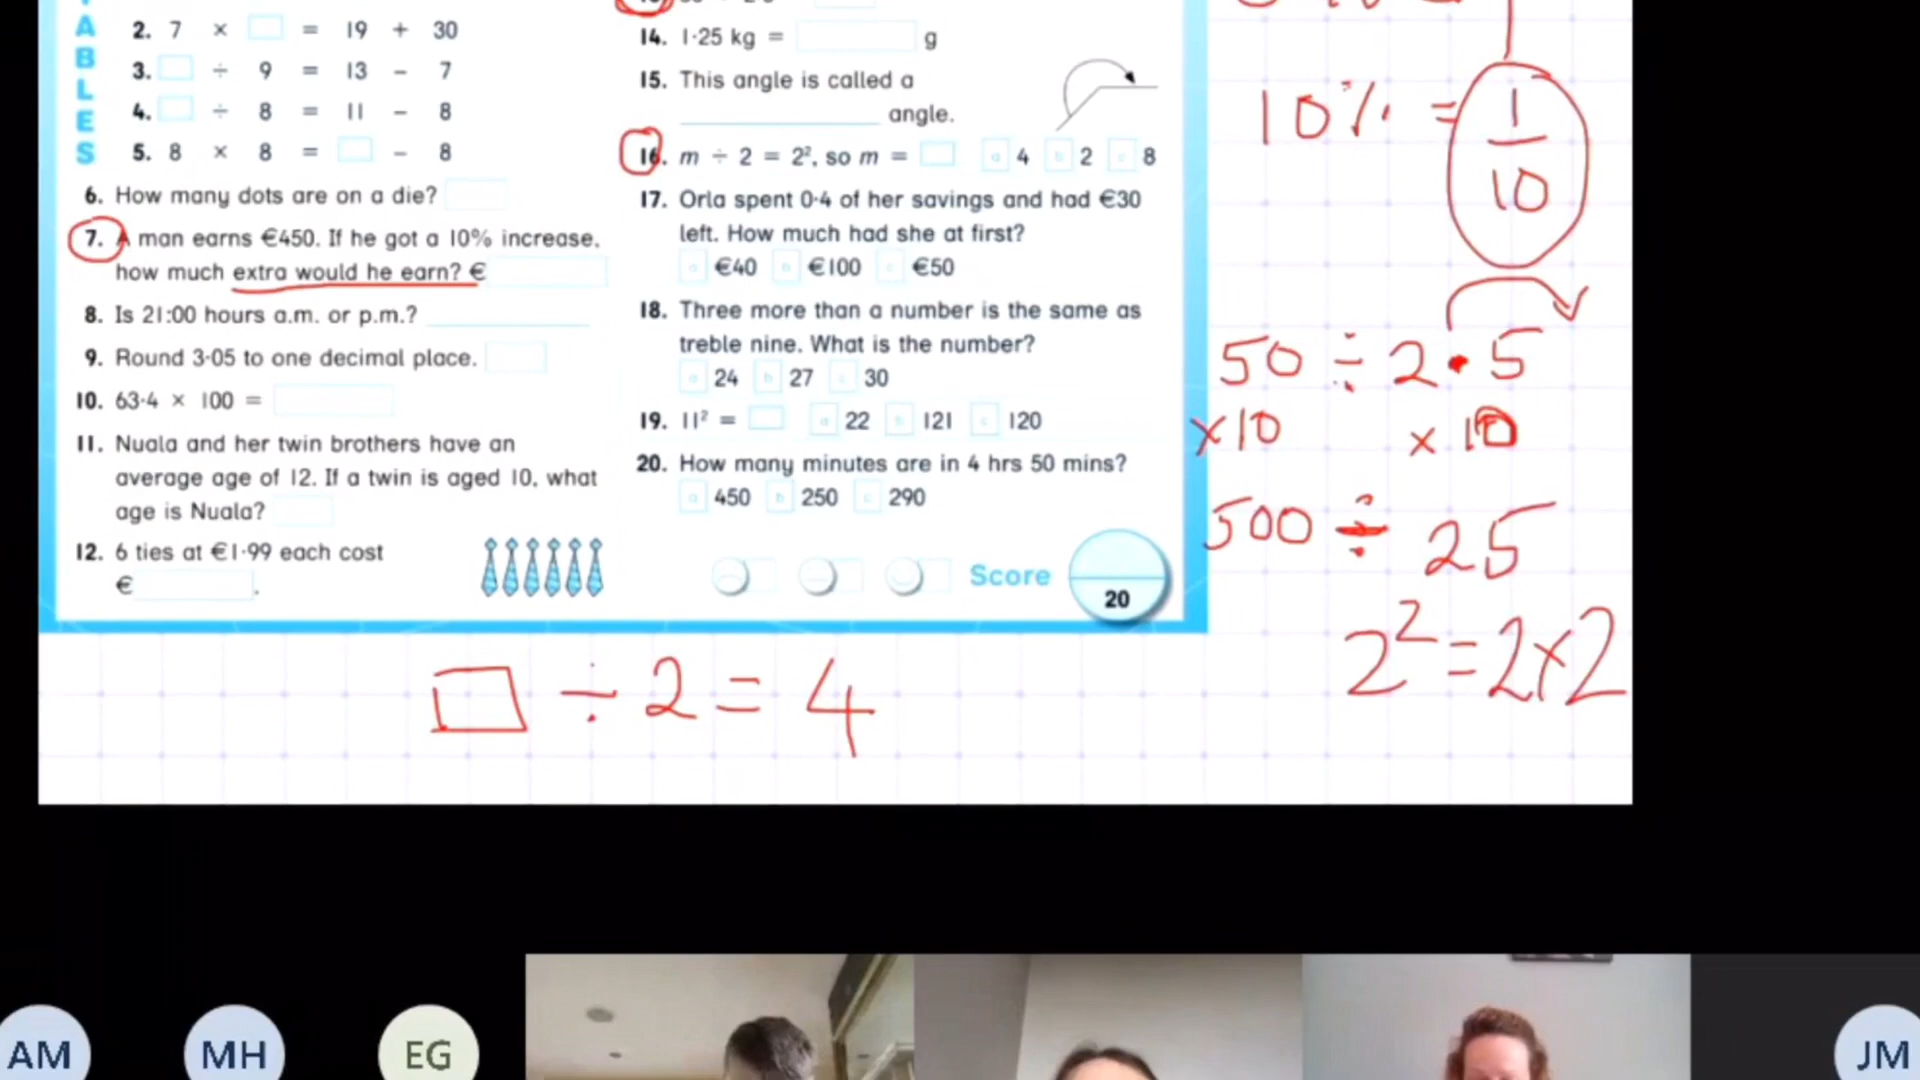 A
B
L
E
S
2. 7 × = 19 + 30
3. ÷ 9 = 13 - 7
4. ÷ 8 = 11 - 8
5. 8 × 8 = - 8
6. How many dots are on a die?
7. A man earns €450. If he got a 10% increase,
how much extra would he earn? €
8. Is 21:00 hours a.m. or p.m.?
9. Round 3·05 to one decimal place.
10. 63·4 × 100 =
11. Nuala and her twin brothers have an
average age of 12. If a twin is aged 10, what
age is Nuala?
12. 6 ties at €1·99 each cost
€ .
14. 1·25 kg = g
15. This angle is called a
angle.
16. m ÷ 2 = 2², so m = a 4 b 2 c 8
17. Orla spent 0·4 of her savings and had €30
left. How much had she at first?
a €40 b €100 c €50
18. Three more than a number is the same as
treble nine. What is the number?
a 24 b 27 c 30
19. 11² = a 22 b 121 c 120
20. How many minutes are in 4 hrs 50 mins?
a 450 b 250 c 290
Score
20
10% = 1
10
50 ÷ 2·5
×10 ×10
500 ÷ 25
2² = 2×2
□ ÷ 2 = 4
AM MH EG JM